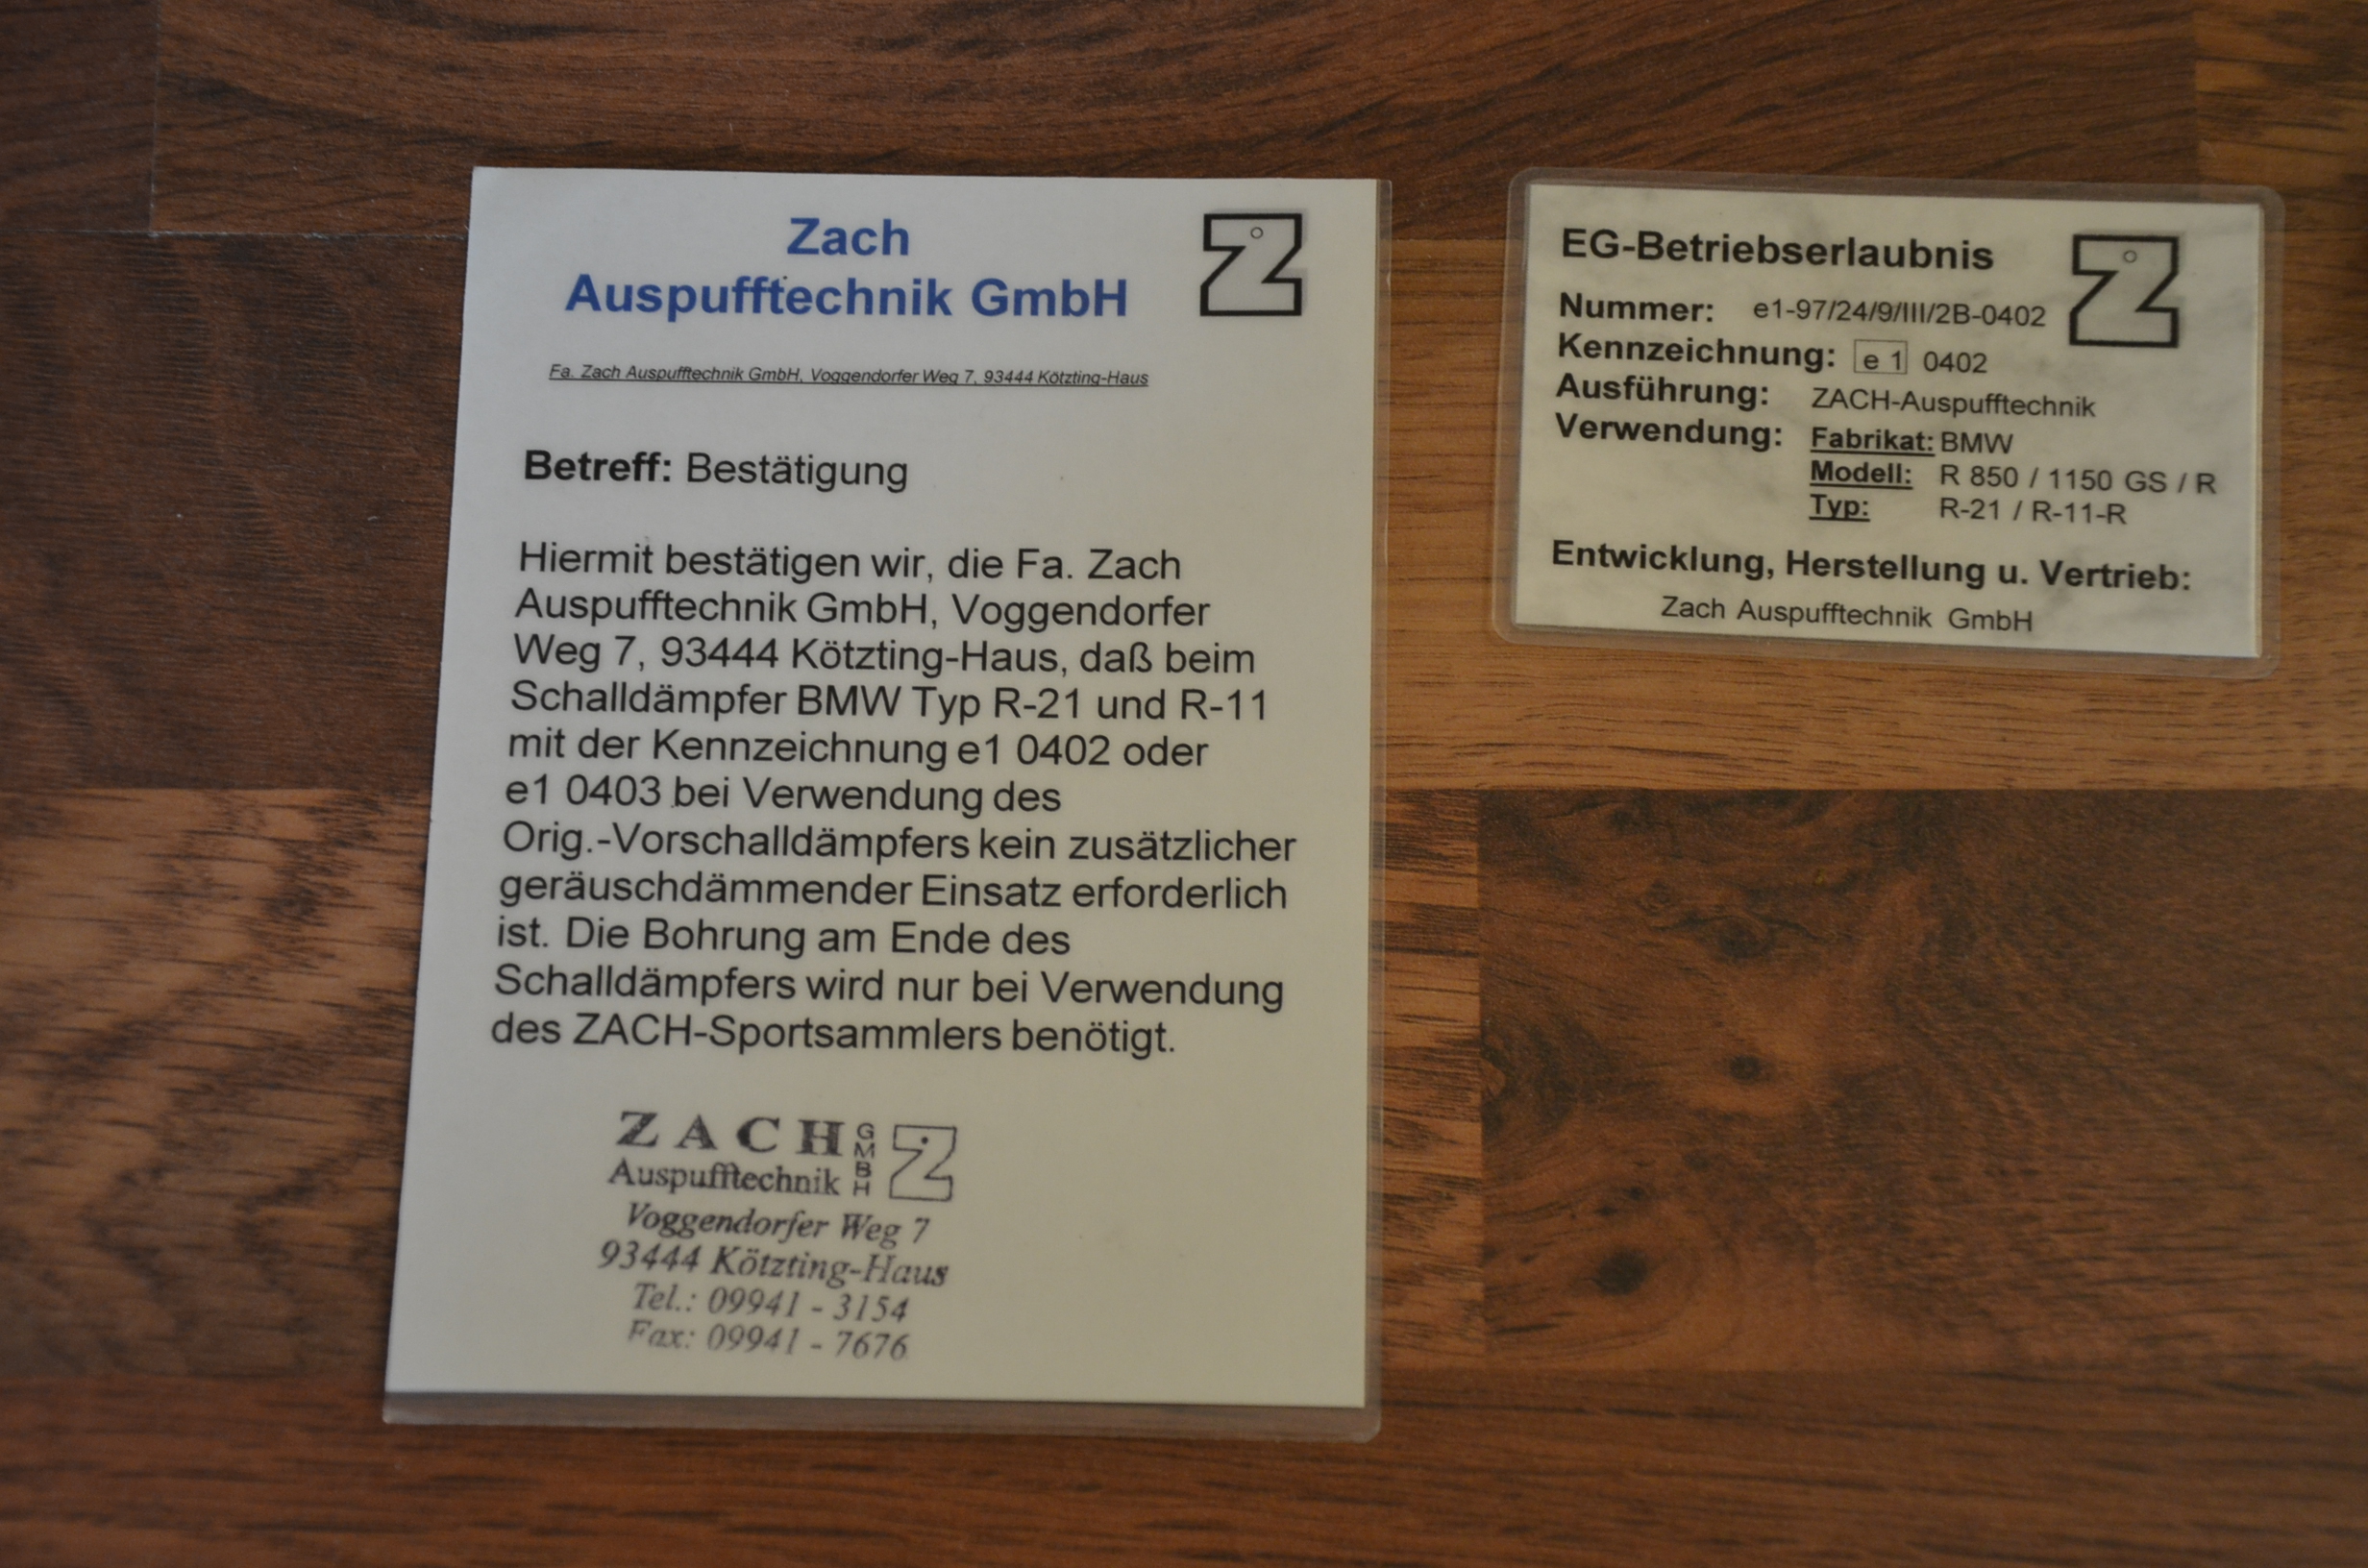 Zach
Auspufftechnik GmbH
Z
Fa. Zach Auspufftechnik GmbH, Voggendorfer Weg 7, 93444 Kötzting-Haus
Betreff: Bestätigung
Hiermit bestätigen wir, die Fa. Zach
Auspufftechnik GmbH, Voggendorfer
Weg 7, 93444 Kötzting-Haus, daß beim
Schalldämpfer BMW Typ R-21 und R-11
mit der Kennzeichnung e1 0402 oder
e1 0403 bei Verwendung des
Orig.-Vorschalldämpfers kein zusätzlicher
geräuschdämmender Einsatz erforderlich
ist. Die Bohrung am Ende des
Schalldämpfers wird nur bei Verwendung
des ZACH-Sportsammlers benötigt.
ZACH GMBH Z
Auspufftechnik
Voggendorfer Weg 7
93444 Kötzting-Haus
Tel.: 09941 - 3154
Fax: 09941 - 7676
EG-Betriebserlaubnis
Z
Nummer: e1-97/24/9/III/2B-0402
Kennzeichnung: e 1 0402
Ausführung: ZACH-Auspufftechnik
Verwendung: Fabrikat: BMW
Modell: R 850 / 1150 GS / R
Typ: R-21 / R-11-R
Entwicklung, Herstellung u. Vertrieb:
Zach Auspufftechnik GmbH